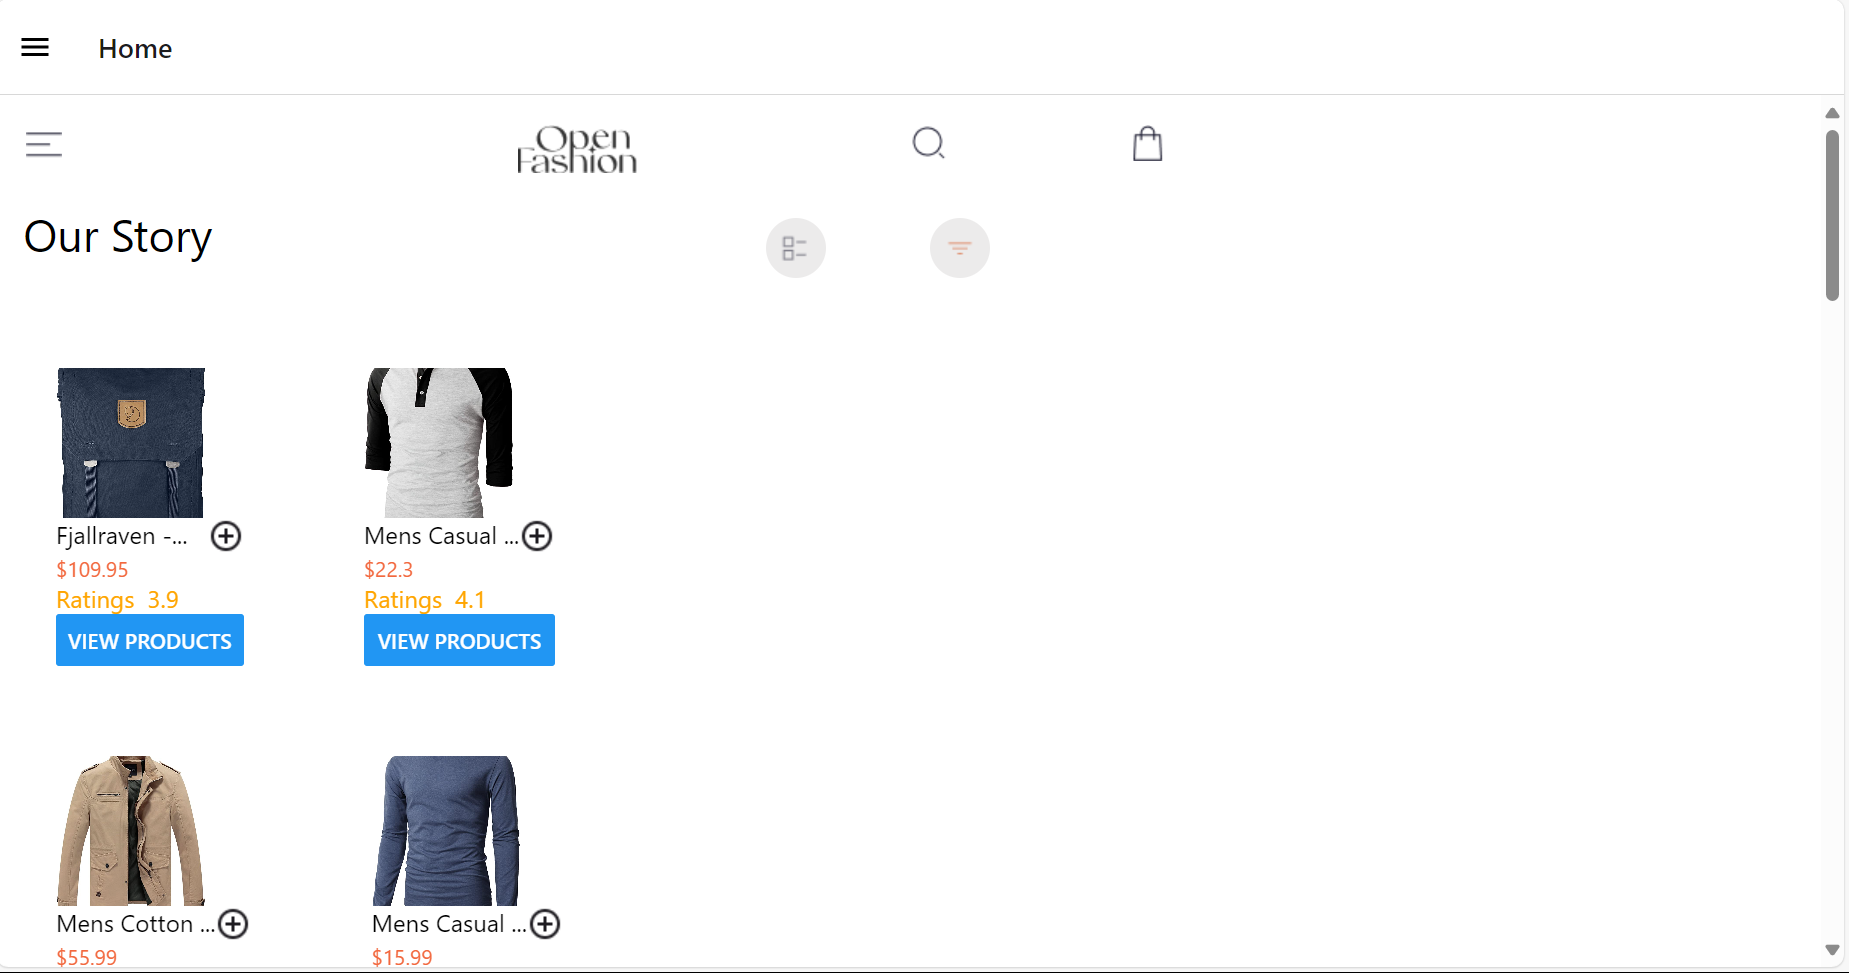 Home
Open
Fashion
Our Story
Fjallraven -...
$109.95
Ratings 3.9
VIEW PRODUCTS
Mens Casual ...
$22.3
Ratings 4.1
VIEW PRODUCTS
Mens Cotton ...
$55.99
Mens Casual ...
$15.99